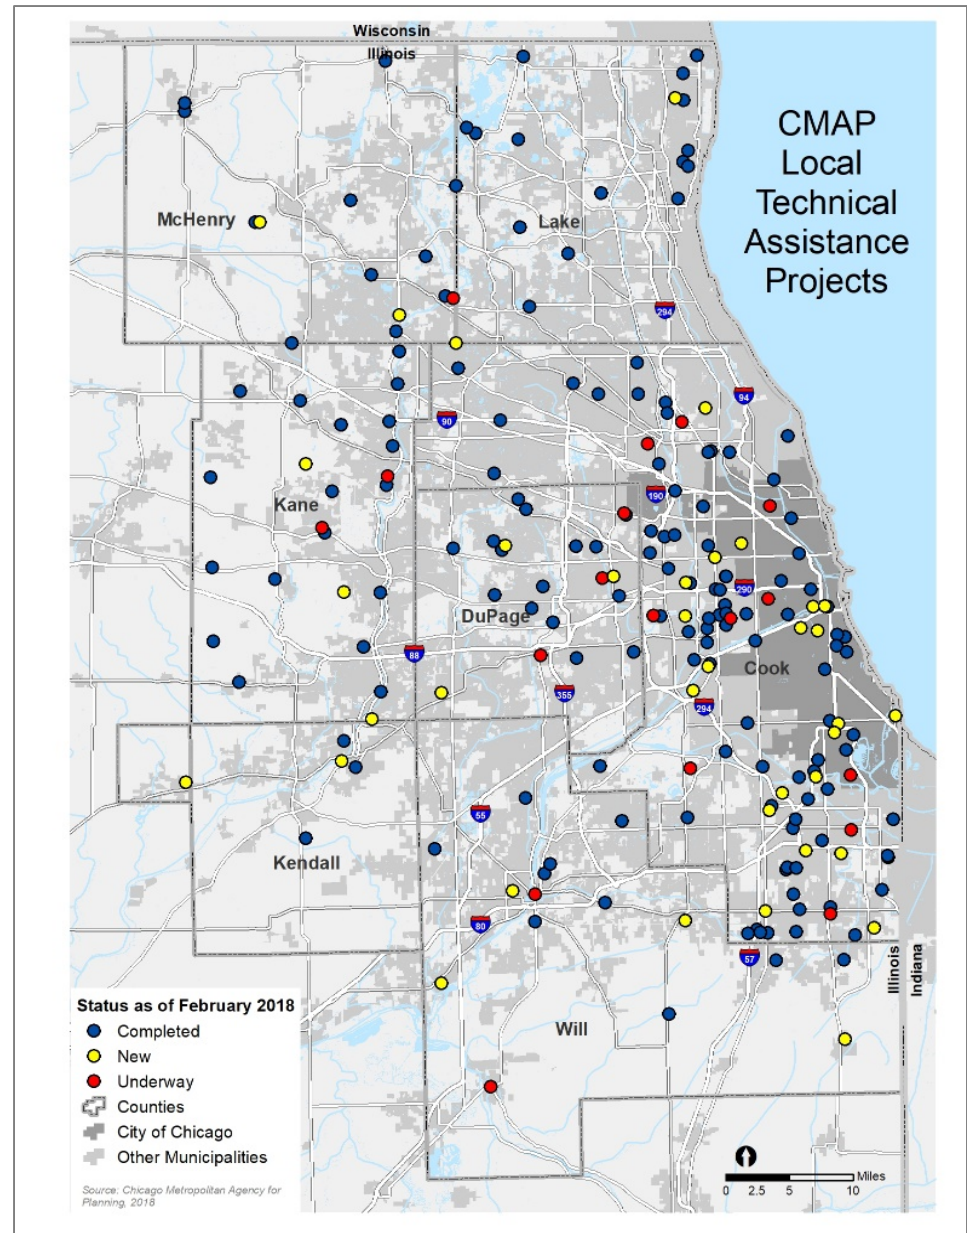 Wisconsin
Illinois
CMAP
Local
Technical
Assistance
Projects
McHenry
Lake
294
94
90
Kane
190
290
DuPage
88
Cook
355
294
55
Kendall
80
57
Illinois
Indiana
Will
Status as of February 2018
Completed
New
Underway
Counties
City of Chicago
Other Municipalities
Source: Chicago Metropolitan Agency for
Planning, 2018
Miles
0 2.5 5 10